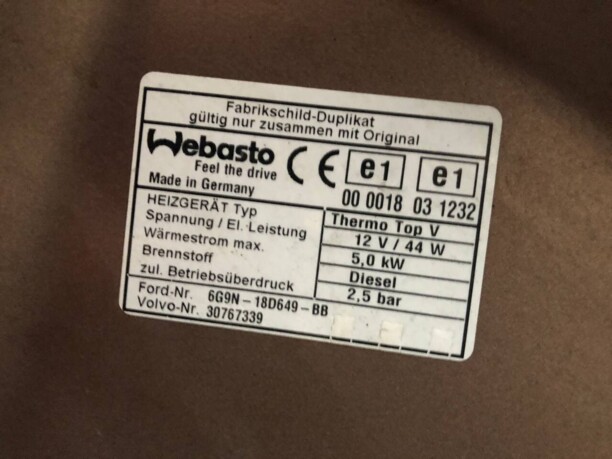 Fabrikschild-Duplikat
gültig nur zusammen mit Original
Webasto CE e1 e1
Feel the drive
Made in Germany 00 0018 03 1232
HEIZGERÄT Typ Thermo Top V
Spannung / El. Leistung 12 V / 44 W
Wärmestrom max. 5,0 kW
Brennstoff Diesel
zul. Betriebsüberdruck 2,5 bar
Ford-Nr. 6G9N-18D649-BB
Volvo-Nr. 30767339